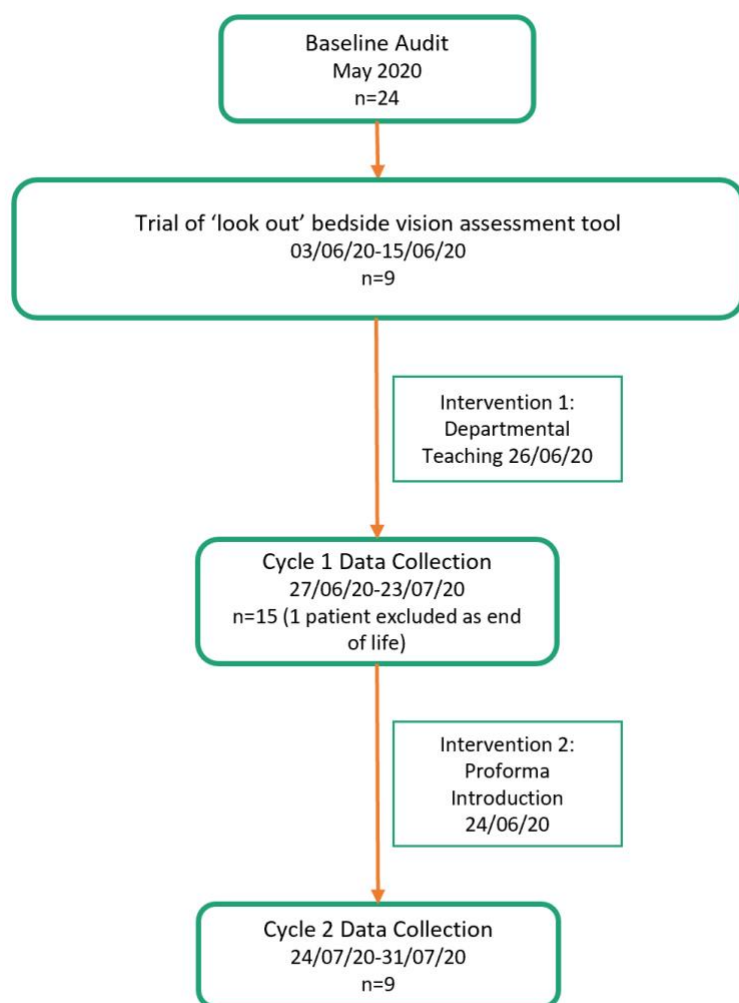 Baseline Audit
May 2020
n=24
Trial of ‘look out’ bedside vision assessment tool
03/06/20-15/06/20
n=9
Intervention 1:
Departmental
Teaching 26/06/20
Cycle 1 Data Collection
27/06/20-23/07/20
n=15 (1 patient excluded as end
of life)
Intervention 2:
Proforma
Introduction
24/06/20
Cycle 2 Data Collection
24/07/20-31/07/20
n=9